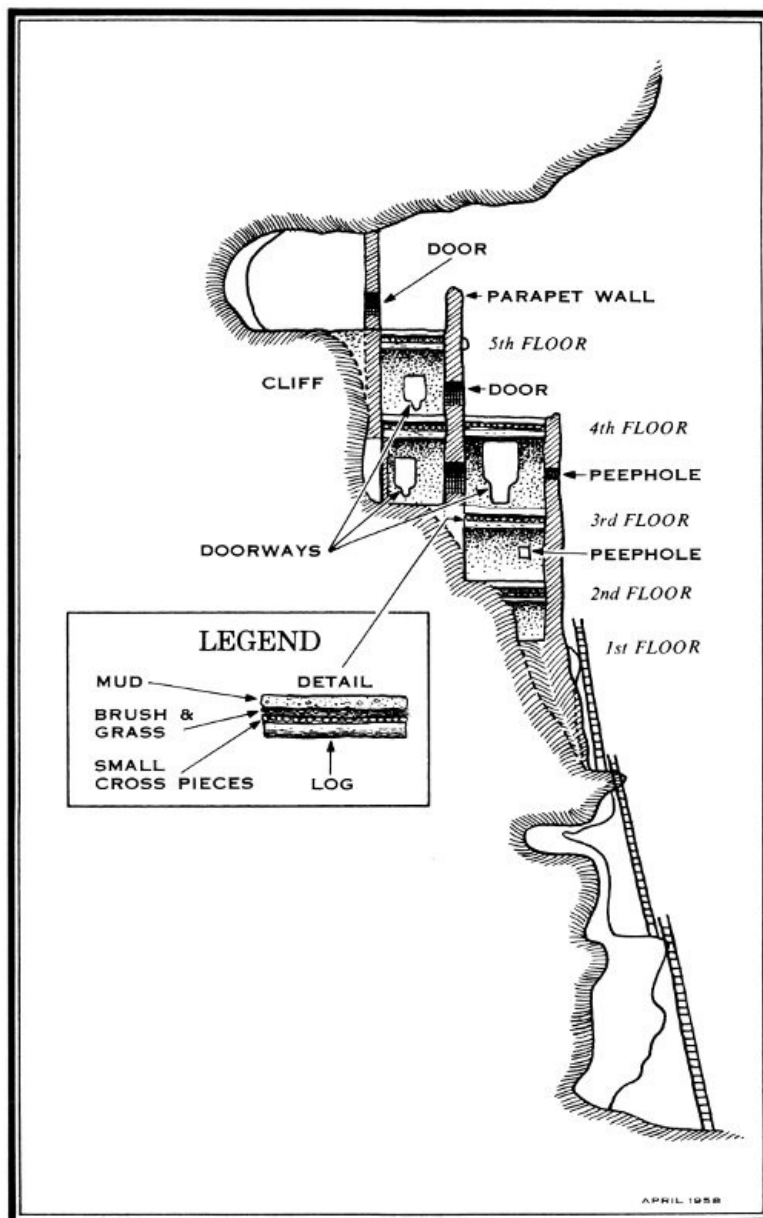 DOOR
PARAPET WALL
5th FLOOR
CLIFF
DOOR
4th FLOOR
PEEPHOLE
3rd FLOOR
DOORWAYS
PEEPHOLE
2nd FLOOR
1st FLOOR
LEGEND
MUD
DETAIL
BRUSH &
GRASS
SMALL
CROSS PIECES
LOG
APRIL 1958